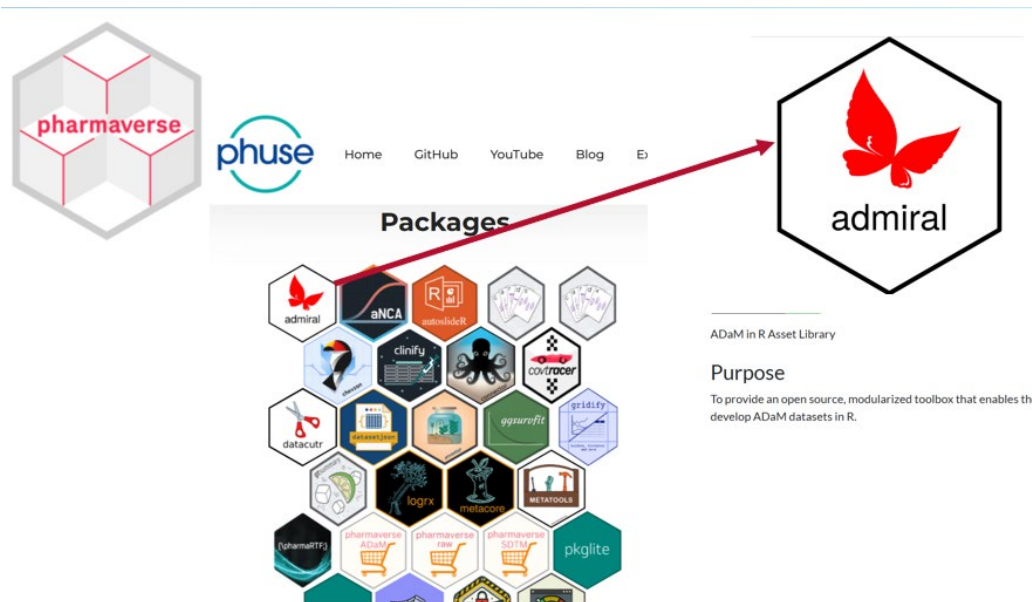 pharmaverse
phuse
Home GitHub YouTube Blog
Packages
admiral
aNCA
R
autoslideR
clinify
chevron
covtracer
datacutr
datasetjson
ggsurvfit
gridify
gtsummary
logrx
metacore
METATOOLS
{\pharmaRTF;}
pharmaverse
ADaM
pharmaverse
raw
pharmaverse
SDTM
pkglite
admiral
ADaM in R Asset Library
Purpose
To provide an open source, modularized toolbox that enables th
develop ADaM datasets in R.